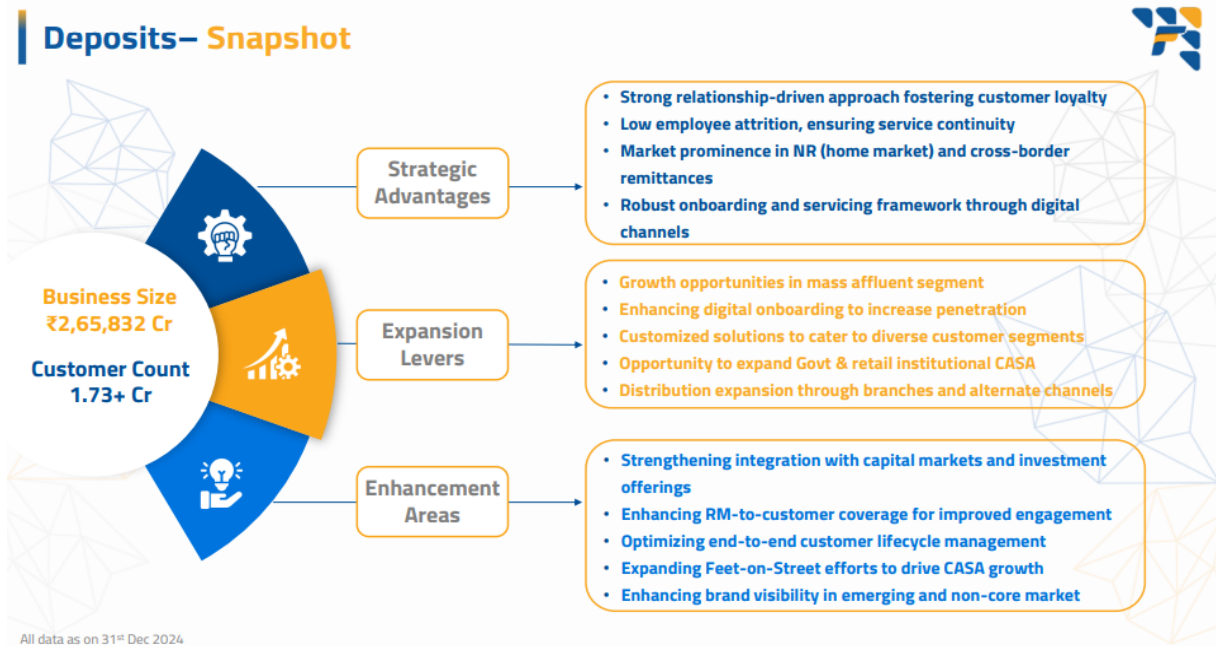 Deposits– Snapshot
Business Size
₹2,65,832 Cr
Customer Count
1.73+ Cr
Strategic
Advantages
• Strong relationship-driven approach fostering customer loyalty
• Low employee attrition, ensuring service continuity
• Market prominence in NR (home market) and cross-border
remittances
• Robust onboarding and servicing framework through digital
channels
Expansion
Levers
• Growth opportunities in mass affluent segment
• Enhancing digital onboarding to increase penetration
• Customized solutions to cater to diverse customer segments
• Opportunity to expand Govt & retail institutional CASA
• Distribution expansion through branches and alternate channels
Enhancement
Areas
• Strengthening integration with capital markets and investment
offerings
• Enhancing RM-to-customer coverage for improved engagement
• Optimizing end-to-end customer lifecycle management
• Expanding Feet-on-Street efforts to drive CASA growth
• Enhancing brand visibility in emerging and non-core market
All data as on 31st Dec 2024